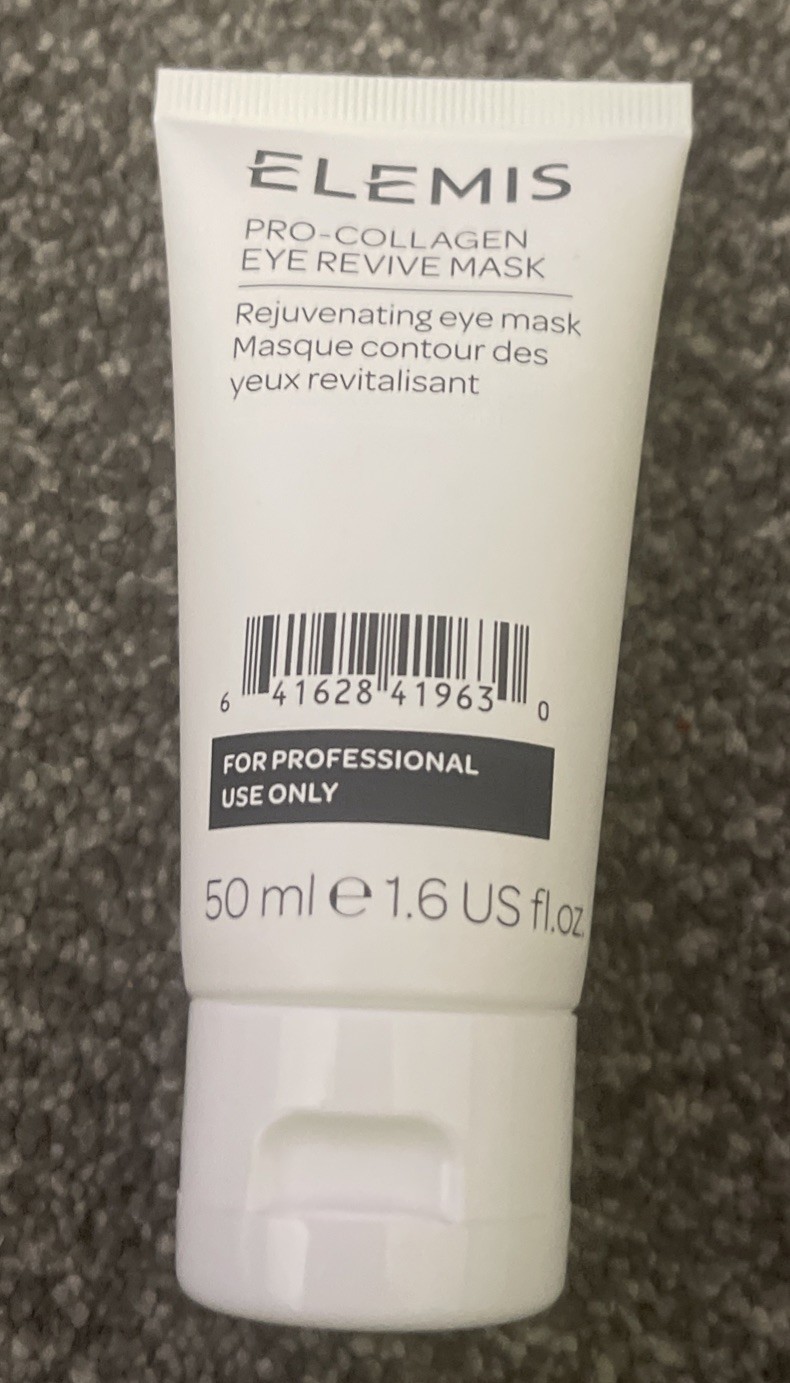 ELEMIS
PRO-COLLAGEN
EYE REVIVE MASK
Rejuvenating eye mask
Masque contour des
yeux revitalisant
6 41628 41963 0
FOR PROFESSIONAL
USE ONLY
50 ml e 1.6 US fl.oz.